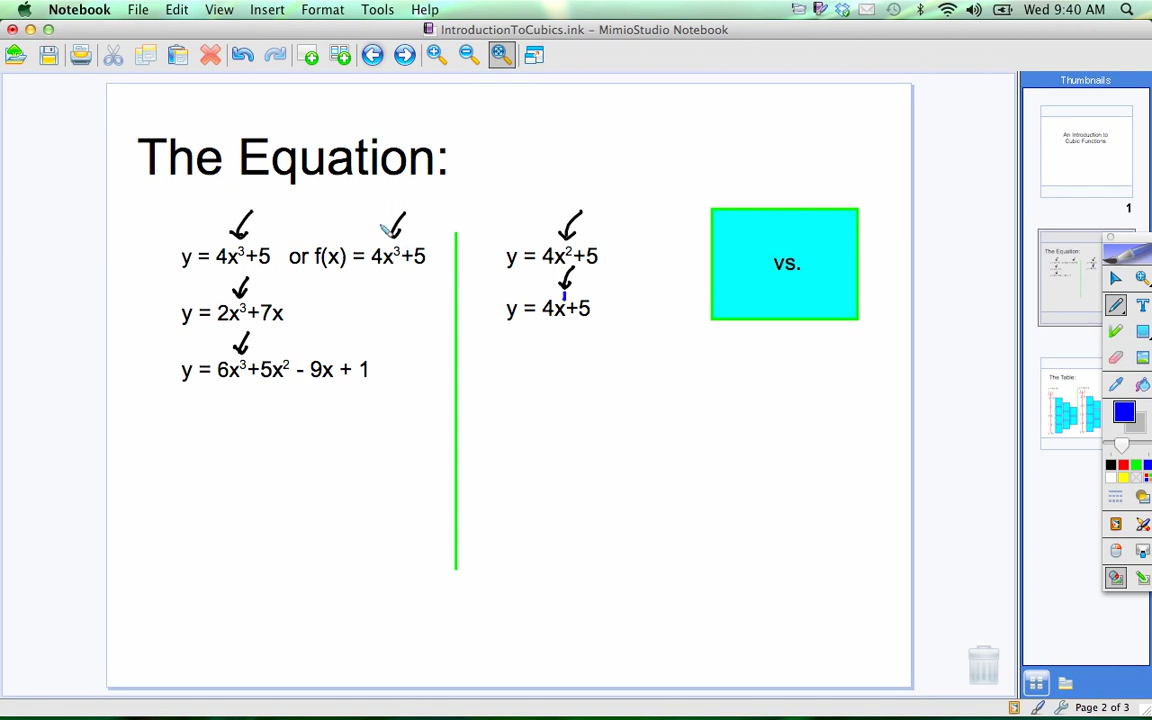 Notebook File Edit View Insert Format Tools Help Wed 9:40 AM
IntroductionToCubics.ink – MimioStudio Notebook
Thumbnails
An Introduction to
Cubic Functions
1
The Equation:
y = 4x³+5 or f(x) = 4x³+5
y = 2x³+7x
y = 6x³+5x² - 9x + 1
y = 4x²+5
y = 4x+5
vs.
The Equation:
The Table:
Page 2 of 3